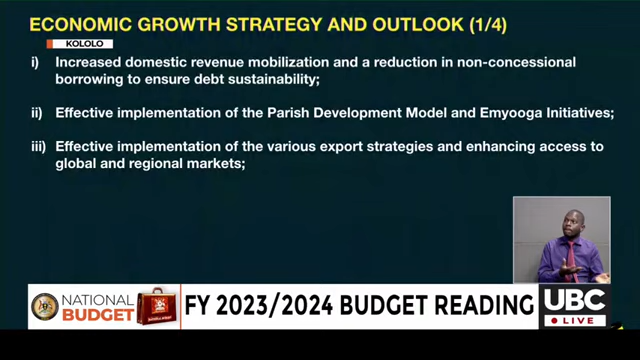 ECONOMIC GROWTH STRATEGY AND OUTLOOK (1/4)
KOLOLO
i) Increased domestic revenue mobilization and a reduction in non-concessional
borrowing to ensure debt sustainability;
ii) Effective implementation of the Parish Development Model and Emyooga Initiatives;
iii) Effective implementation of the various export strategies and enhancing access to
global and regional markets;
NATIONAL
BUDGET
FY 2023/2024 BUDGET READING
UBC
LIVE